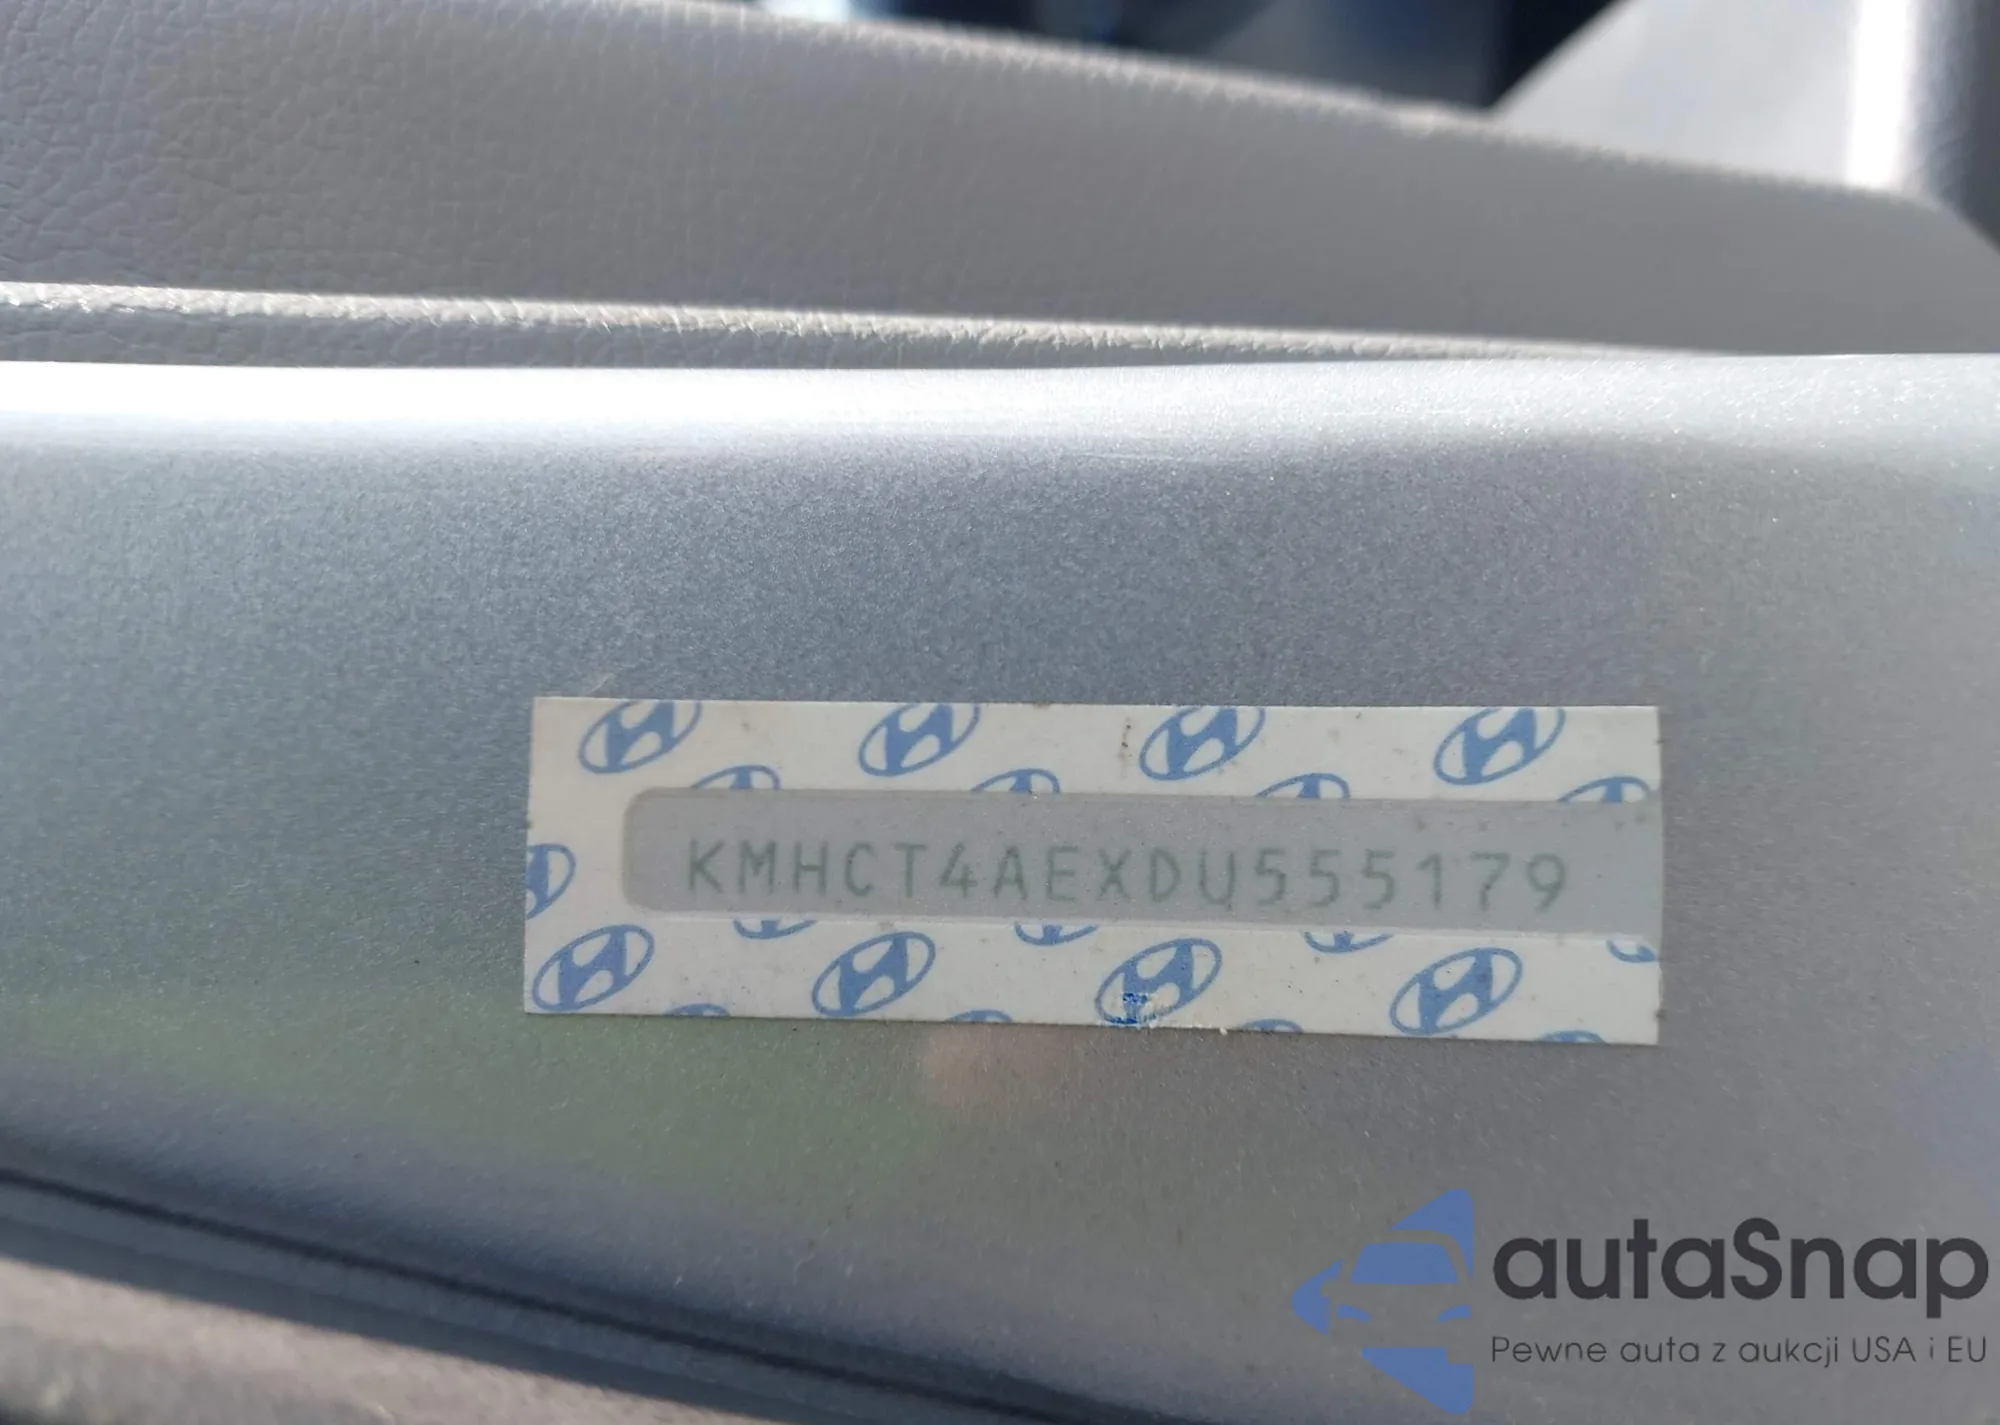 KMHCT4AEXDU555179
autaSnap
Pewne auta z aukcji USA i EU